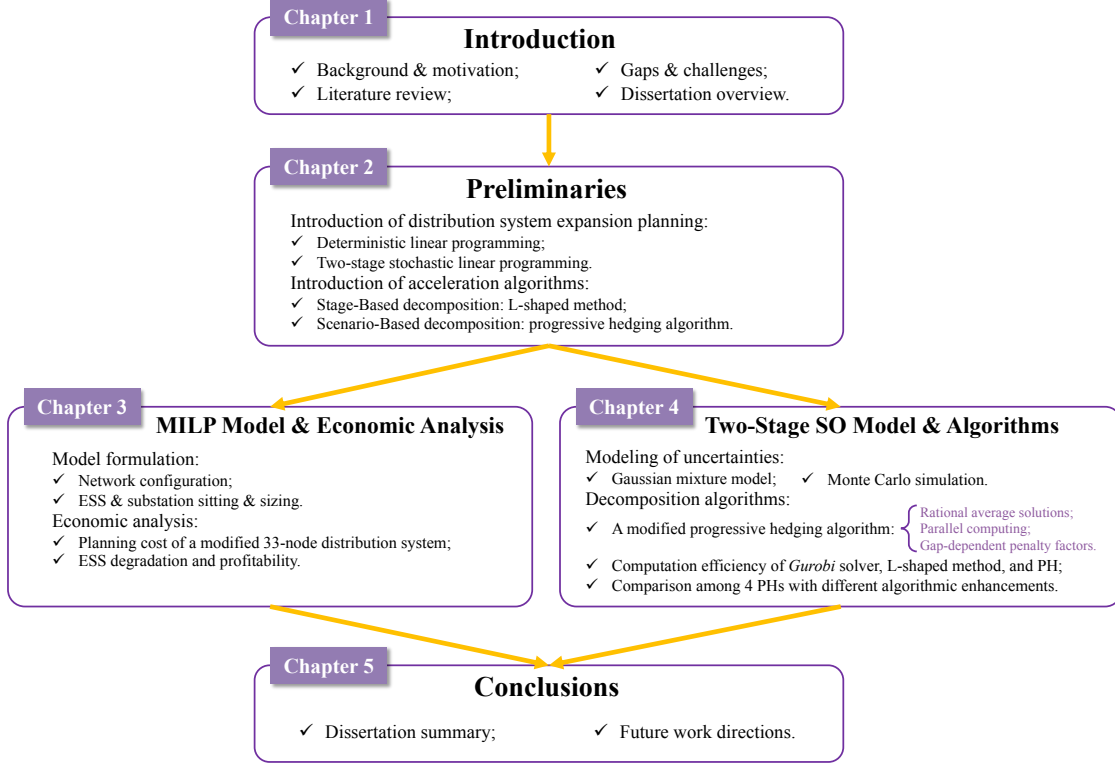 Chapter 1
Introduction
✓ Background & motivation; ✓ Gaps & challenges;
✓ Literature review; ✓ Dissertation overview.
Chapter 2
Preliminaries
Introduction of distribution system expansion planning:
✓ Deterministic linear programming;
✓ Two-stage stochastic linear programming.
Introduction of acceleration algorithms:
✓ Stage-Based decomposition: L-shaped method;
✓ Scenario-Based decomposition: progressive hedging algorithm.
Chapter 3
MILP Model & Economic Analysis
Model formulation:
✓ Network configuration;
✓ ESS & substation sitting & sizing.
Economic analysis:
✓ Planning cost of a modified 33-node distribution system;
✓ ESS degradation and profitability.
Chapter 4
Two-Stage SO Model & Algorithms
Modeling of uncertainties:
✓ Gaussian mixture model; ✓ Monte Carlo simulation.
Decomposition algorithms:
✓ A modified progressive hedging algorithm:
Rational average solutions;
Parallel computing;
Gap-dependent penalty factors.
✓ Computation efficiency of Gurobi solver, L-shaped method, and PH;
✓ Comparison among 4 PHs with different algorithmic enhancements.
Chapter 5
Conclusions
✓ Dissertation summary; ✓ Future work directions.